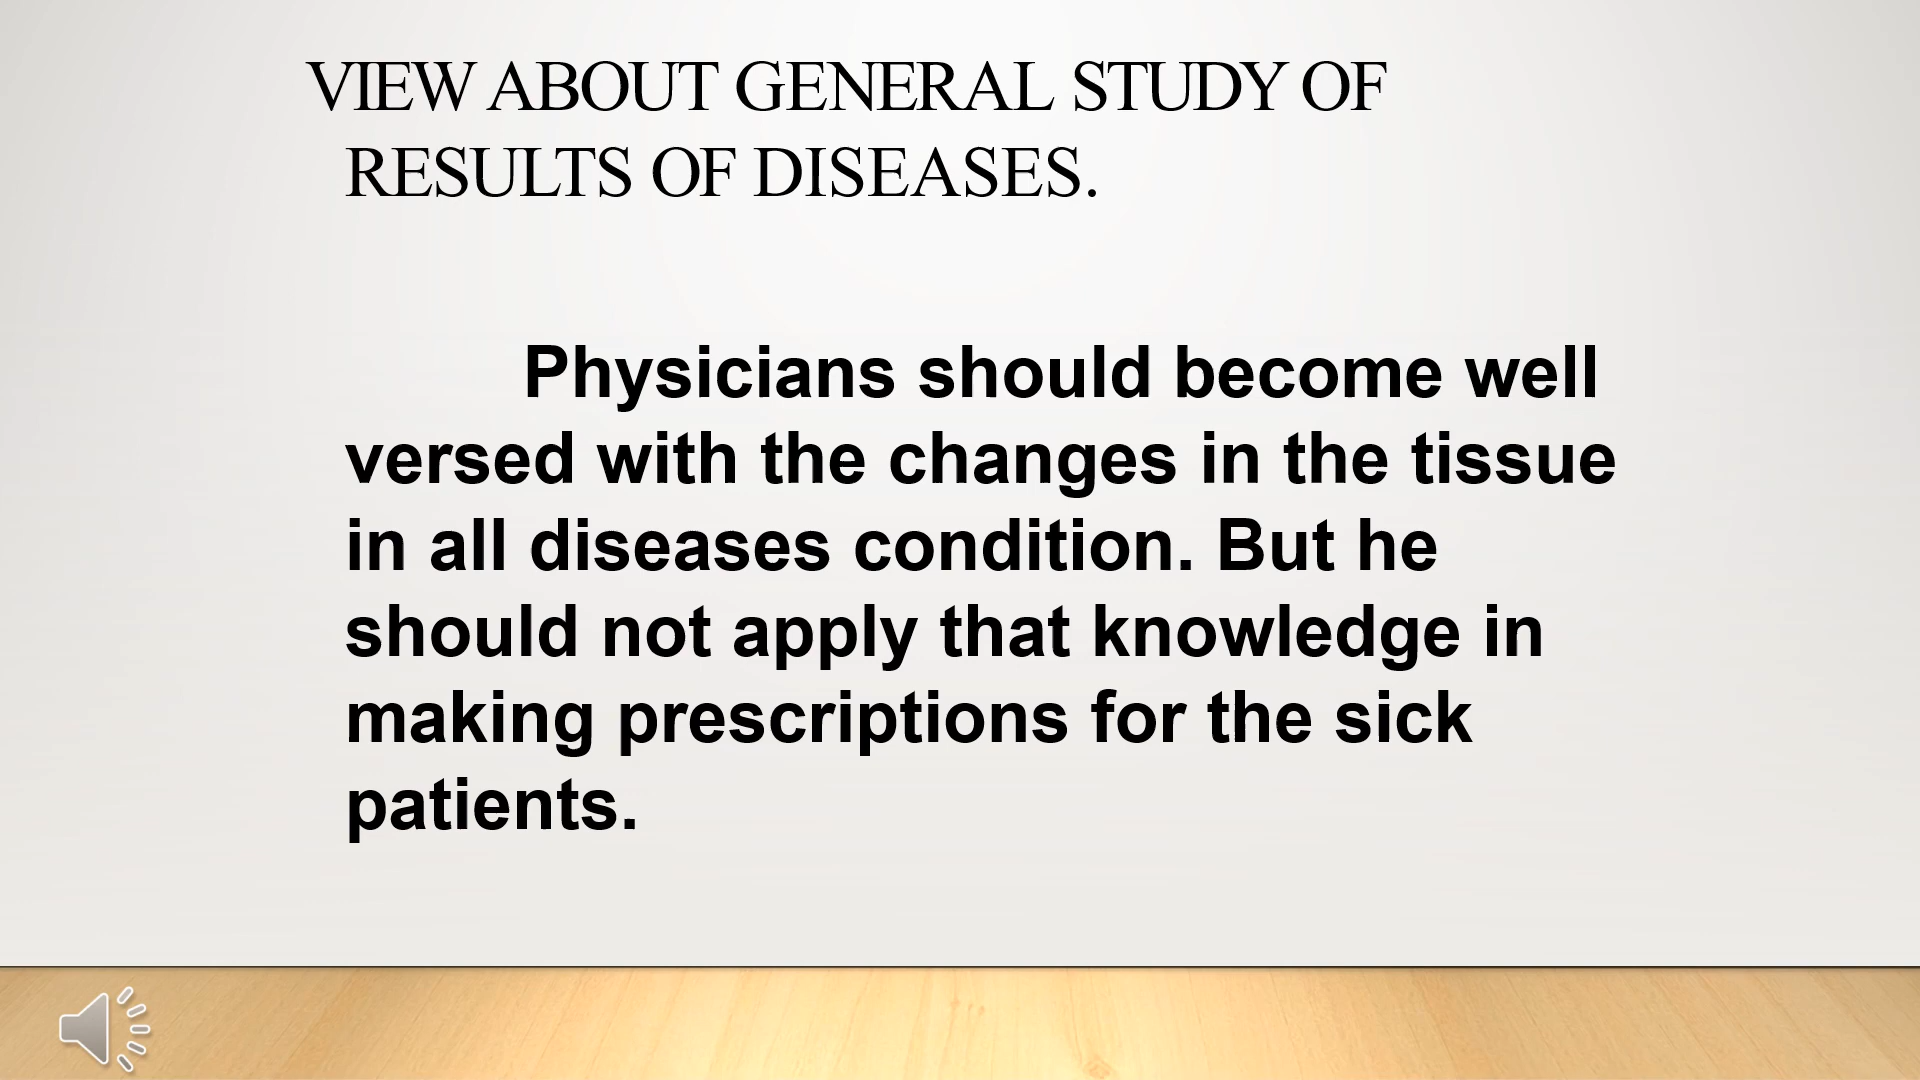 VIEW ABOUT GENERAL STUDY OF
RESULTS OF DISEASES.
Physicians should become well
versed with the changes in the tissue
in all diseases condition. But he
should not apply that knowledge in
making prescriptions for the sick
patients.